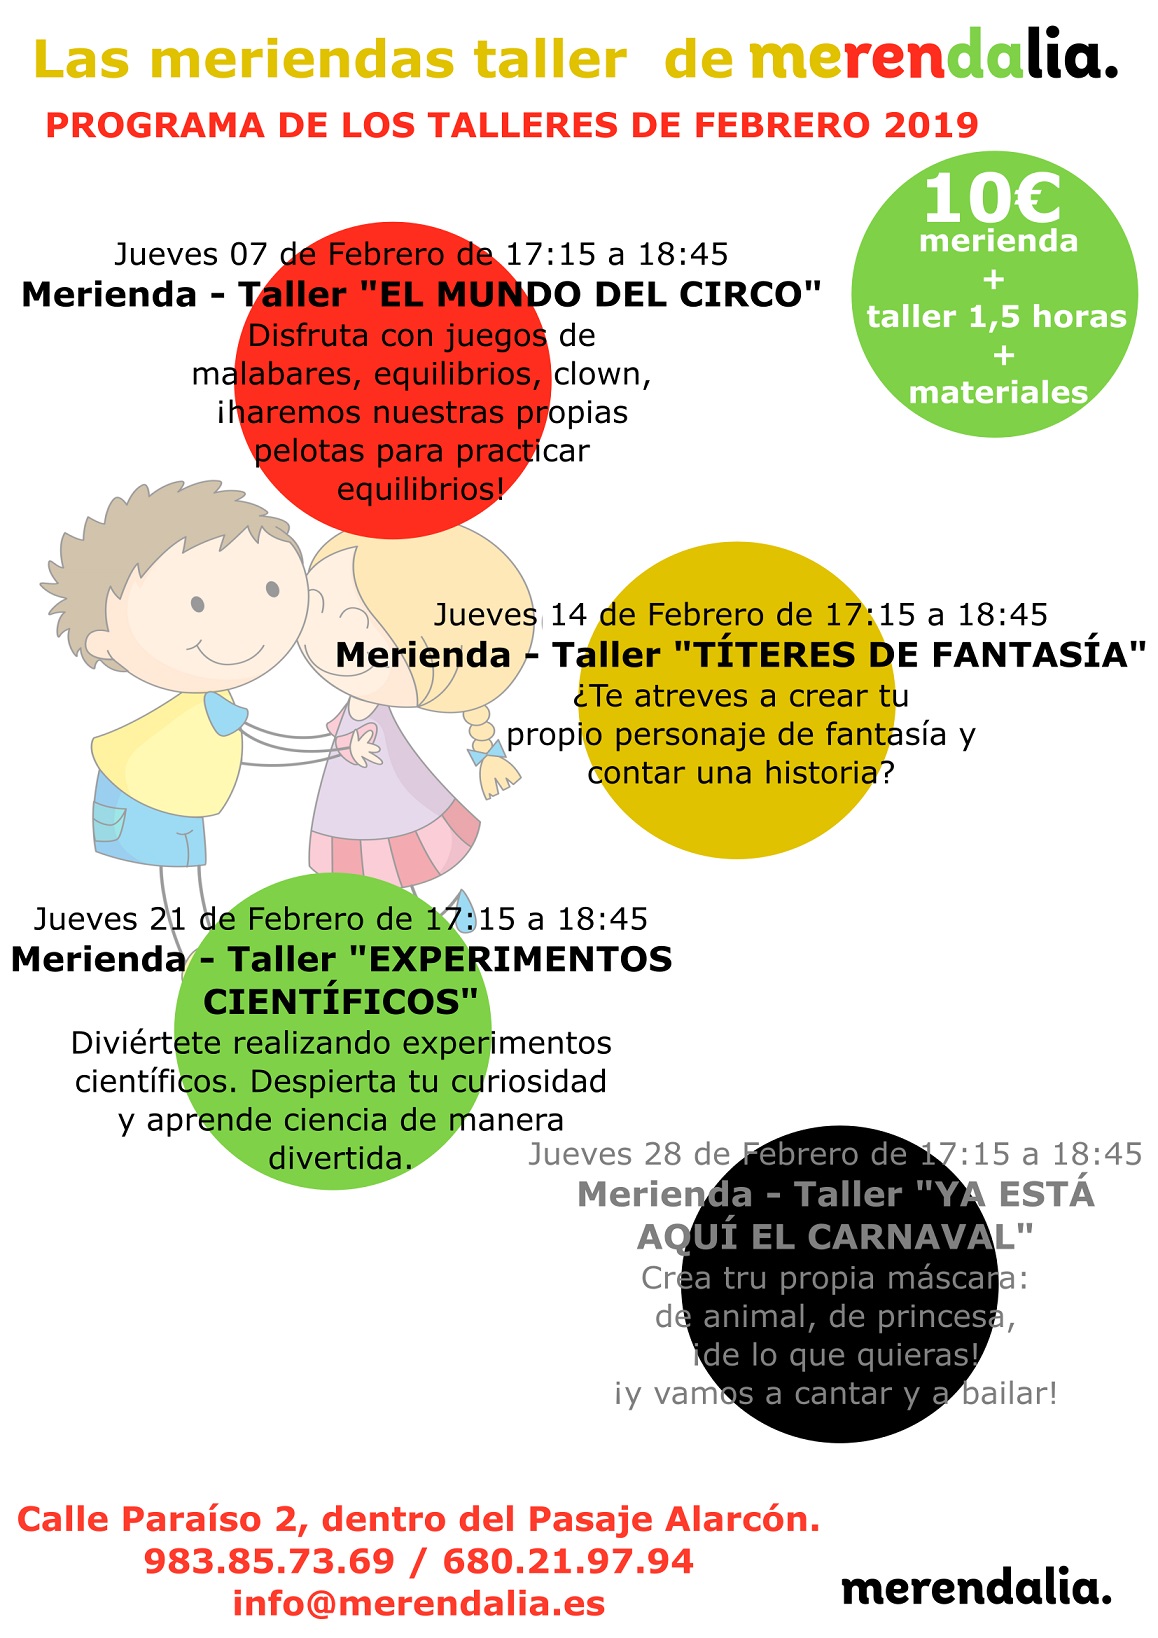 Las meriendas taller de merendalia.
PROGRAMA DE LOS TALLERES DE FEBRERO 2019
10€
merienda
+
taller 1,5 horas
+
materiales
Jueves 07 de Febrero de 17:15 a 18:45
Merienda - Taller "EL MUNDO DEL CIRCO"
Disfruta con juegos de
malabares, equilibrios, clown,
¡haremos nuestras propias
pelotas para practicar
equilibrios!
Jueves 14 de Febrero de 17:15 a 18:45
Merienda - Taller "TÍTERES DE FANTASÍA"
¿Te atreves a crear tu
propio personaje de fantasía y
contar una historia?
Jueves 21 de Febrero de 17:15 a 18:45
Merienda - Taller "EXPERIMENTOS
CIENTÍFICOS"
Diviértete realizando experimentos
científicos. Despierta tu curiosidad
y aprende ciencia de manera
divertida.
Jueves 28 de Febrero de 17:15 a 18:45
Merienda - Taller "YA ESTÁ
AQUÍ EL CARNAVAL"
Crea tru propia máscara:
de animal, de princesa,
¡de lo que quieras!
¡y vamos a cantar y a bailar!
Calle Paraíso 2, dentro del Pasaje Alarcón.
983.85.73.69 / 680.21.97.94
info@merendalia.es
merendalia.